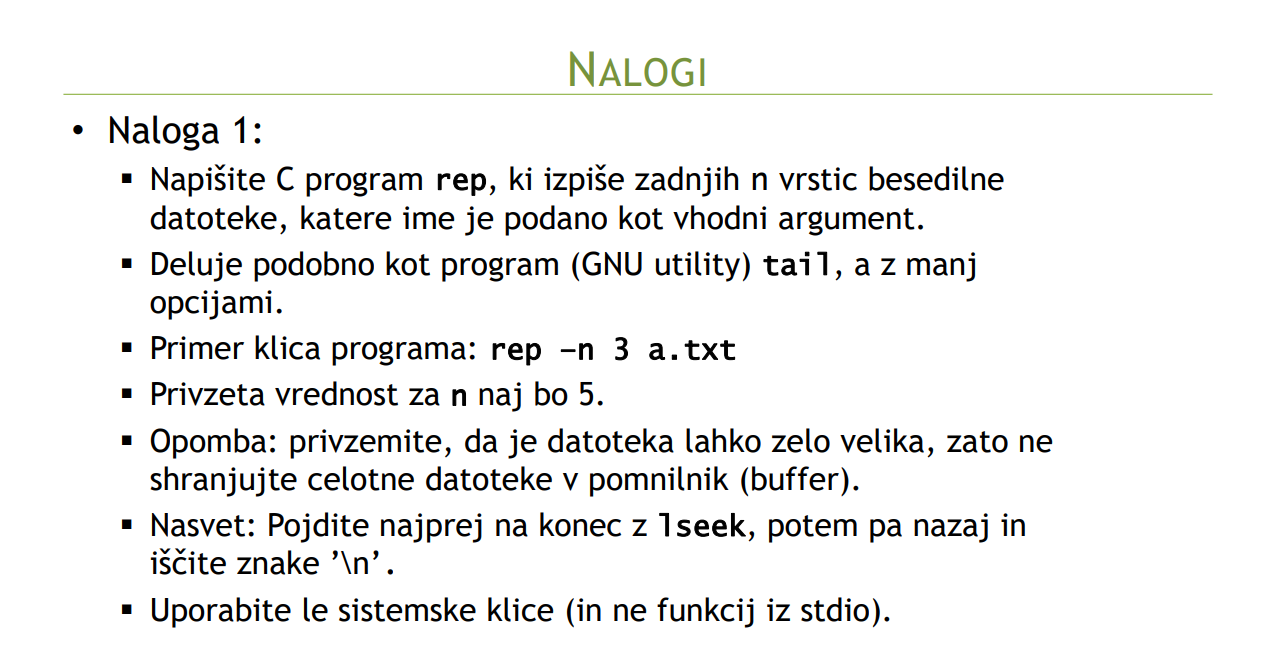 NALOGI
• Naloga 1:
▪ Napišite C program rep, ki izpiše zadnjih n vrstic besedilne
datoteke, katere ime je podano kot vhodni argument.
▪ Deluje podobno kot program (GNU utility) tail, a z manj
opcijami.
▪ Primer klica programa: rep –n 3 a.txt
▪ Privzeta vrednost za n naj bo 5.
▪ Opomba: privzemite, da je datoteka lahko zelo velika, zato ne
shranjujte celotne datoteke v pomnilnik (buffer).
▪ Nasvet: Pojdite najprej na konec z lseek, potem pa nazaj in
iščite znake ’\n’.
▪ Uporabite le sistemske klice (in ne funkcij iz stdio).